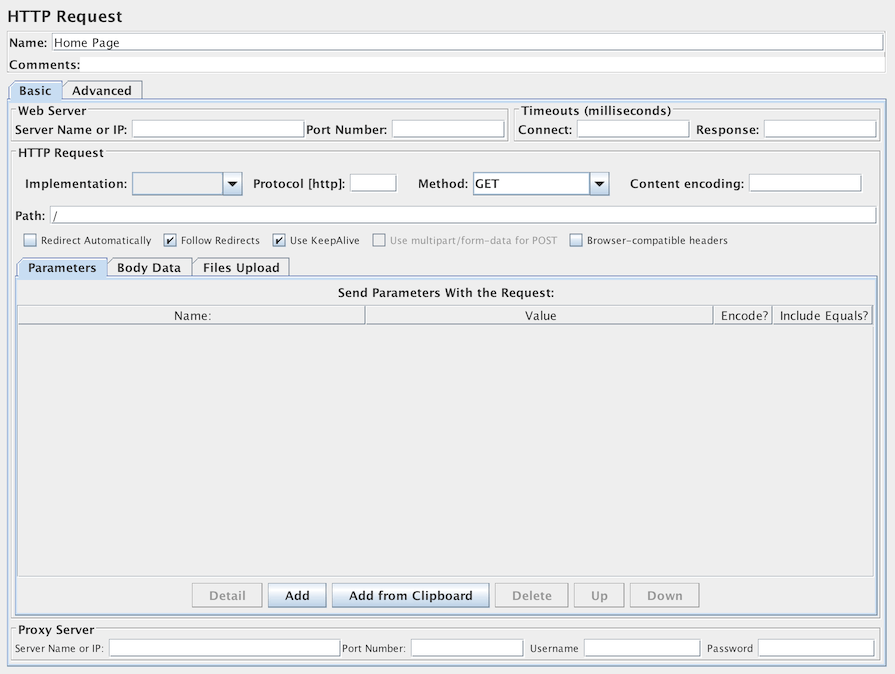 HTTP Request
Name: Home Page
Comments:
Basic Advanced
Web Server Timeouts (milliseconds)
Server Name or IP: Port Number: Connect: Response:
HTTP Request
Implementation: Protocol [http]: Method: GET Content encoding:
Path: /
Redirect Automatically Follow Redirects Use KeepAlive Use multipart/form-data for POST Browser-compatible headers
Parameters Body Data Files Upload
Send Parameters With the Request:
Name: Value Encode? Include Equals?
Detail Add Add from Clipboard Delete Up Down
Proxy Server
Server Name or IP: Port Number: Username Password